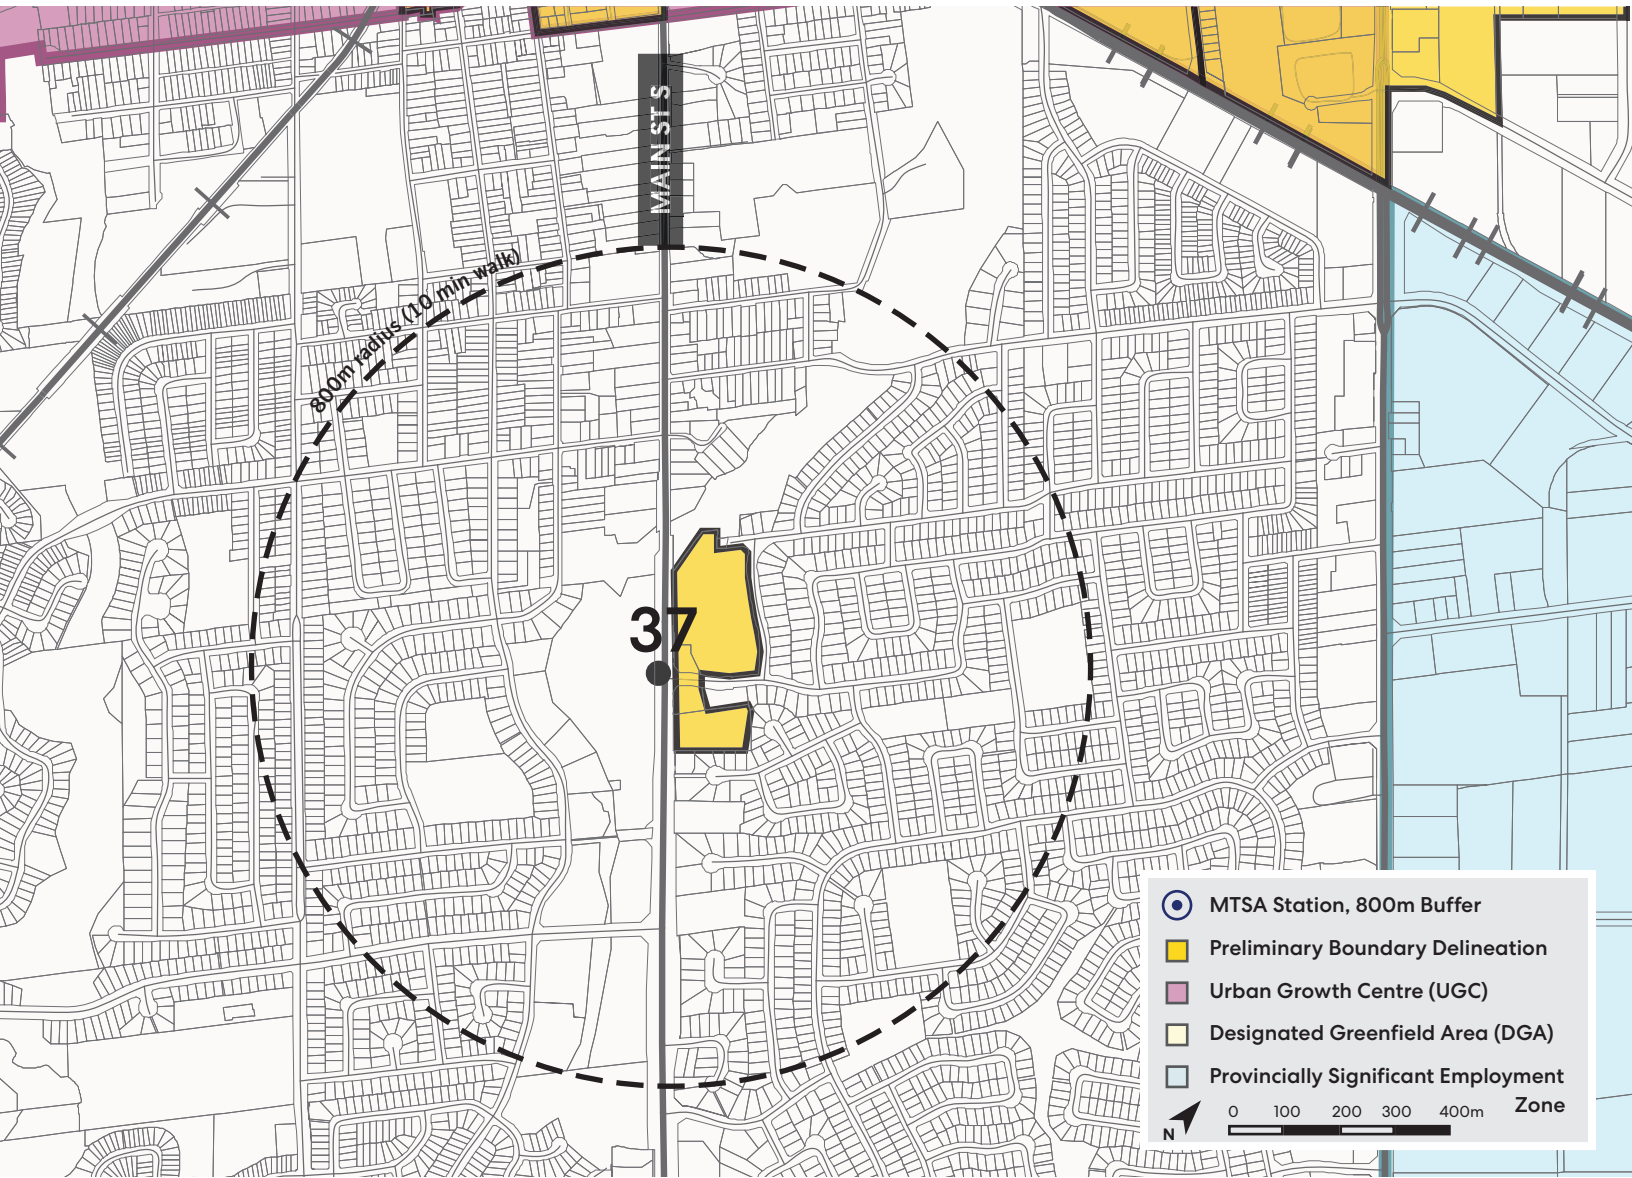 MAIN ST S
800m radius (10 min walk)
37
MTSA Station, 800m Buffer
Preliminary Boundary Delineation
Urban Growth Centre (UGC)
Designated Greenfield Area (DGA)
Provincially Significant Employment
Zone
0 100 200 300 400m
N